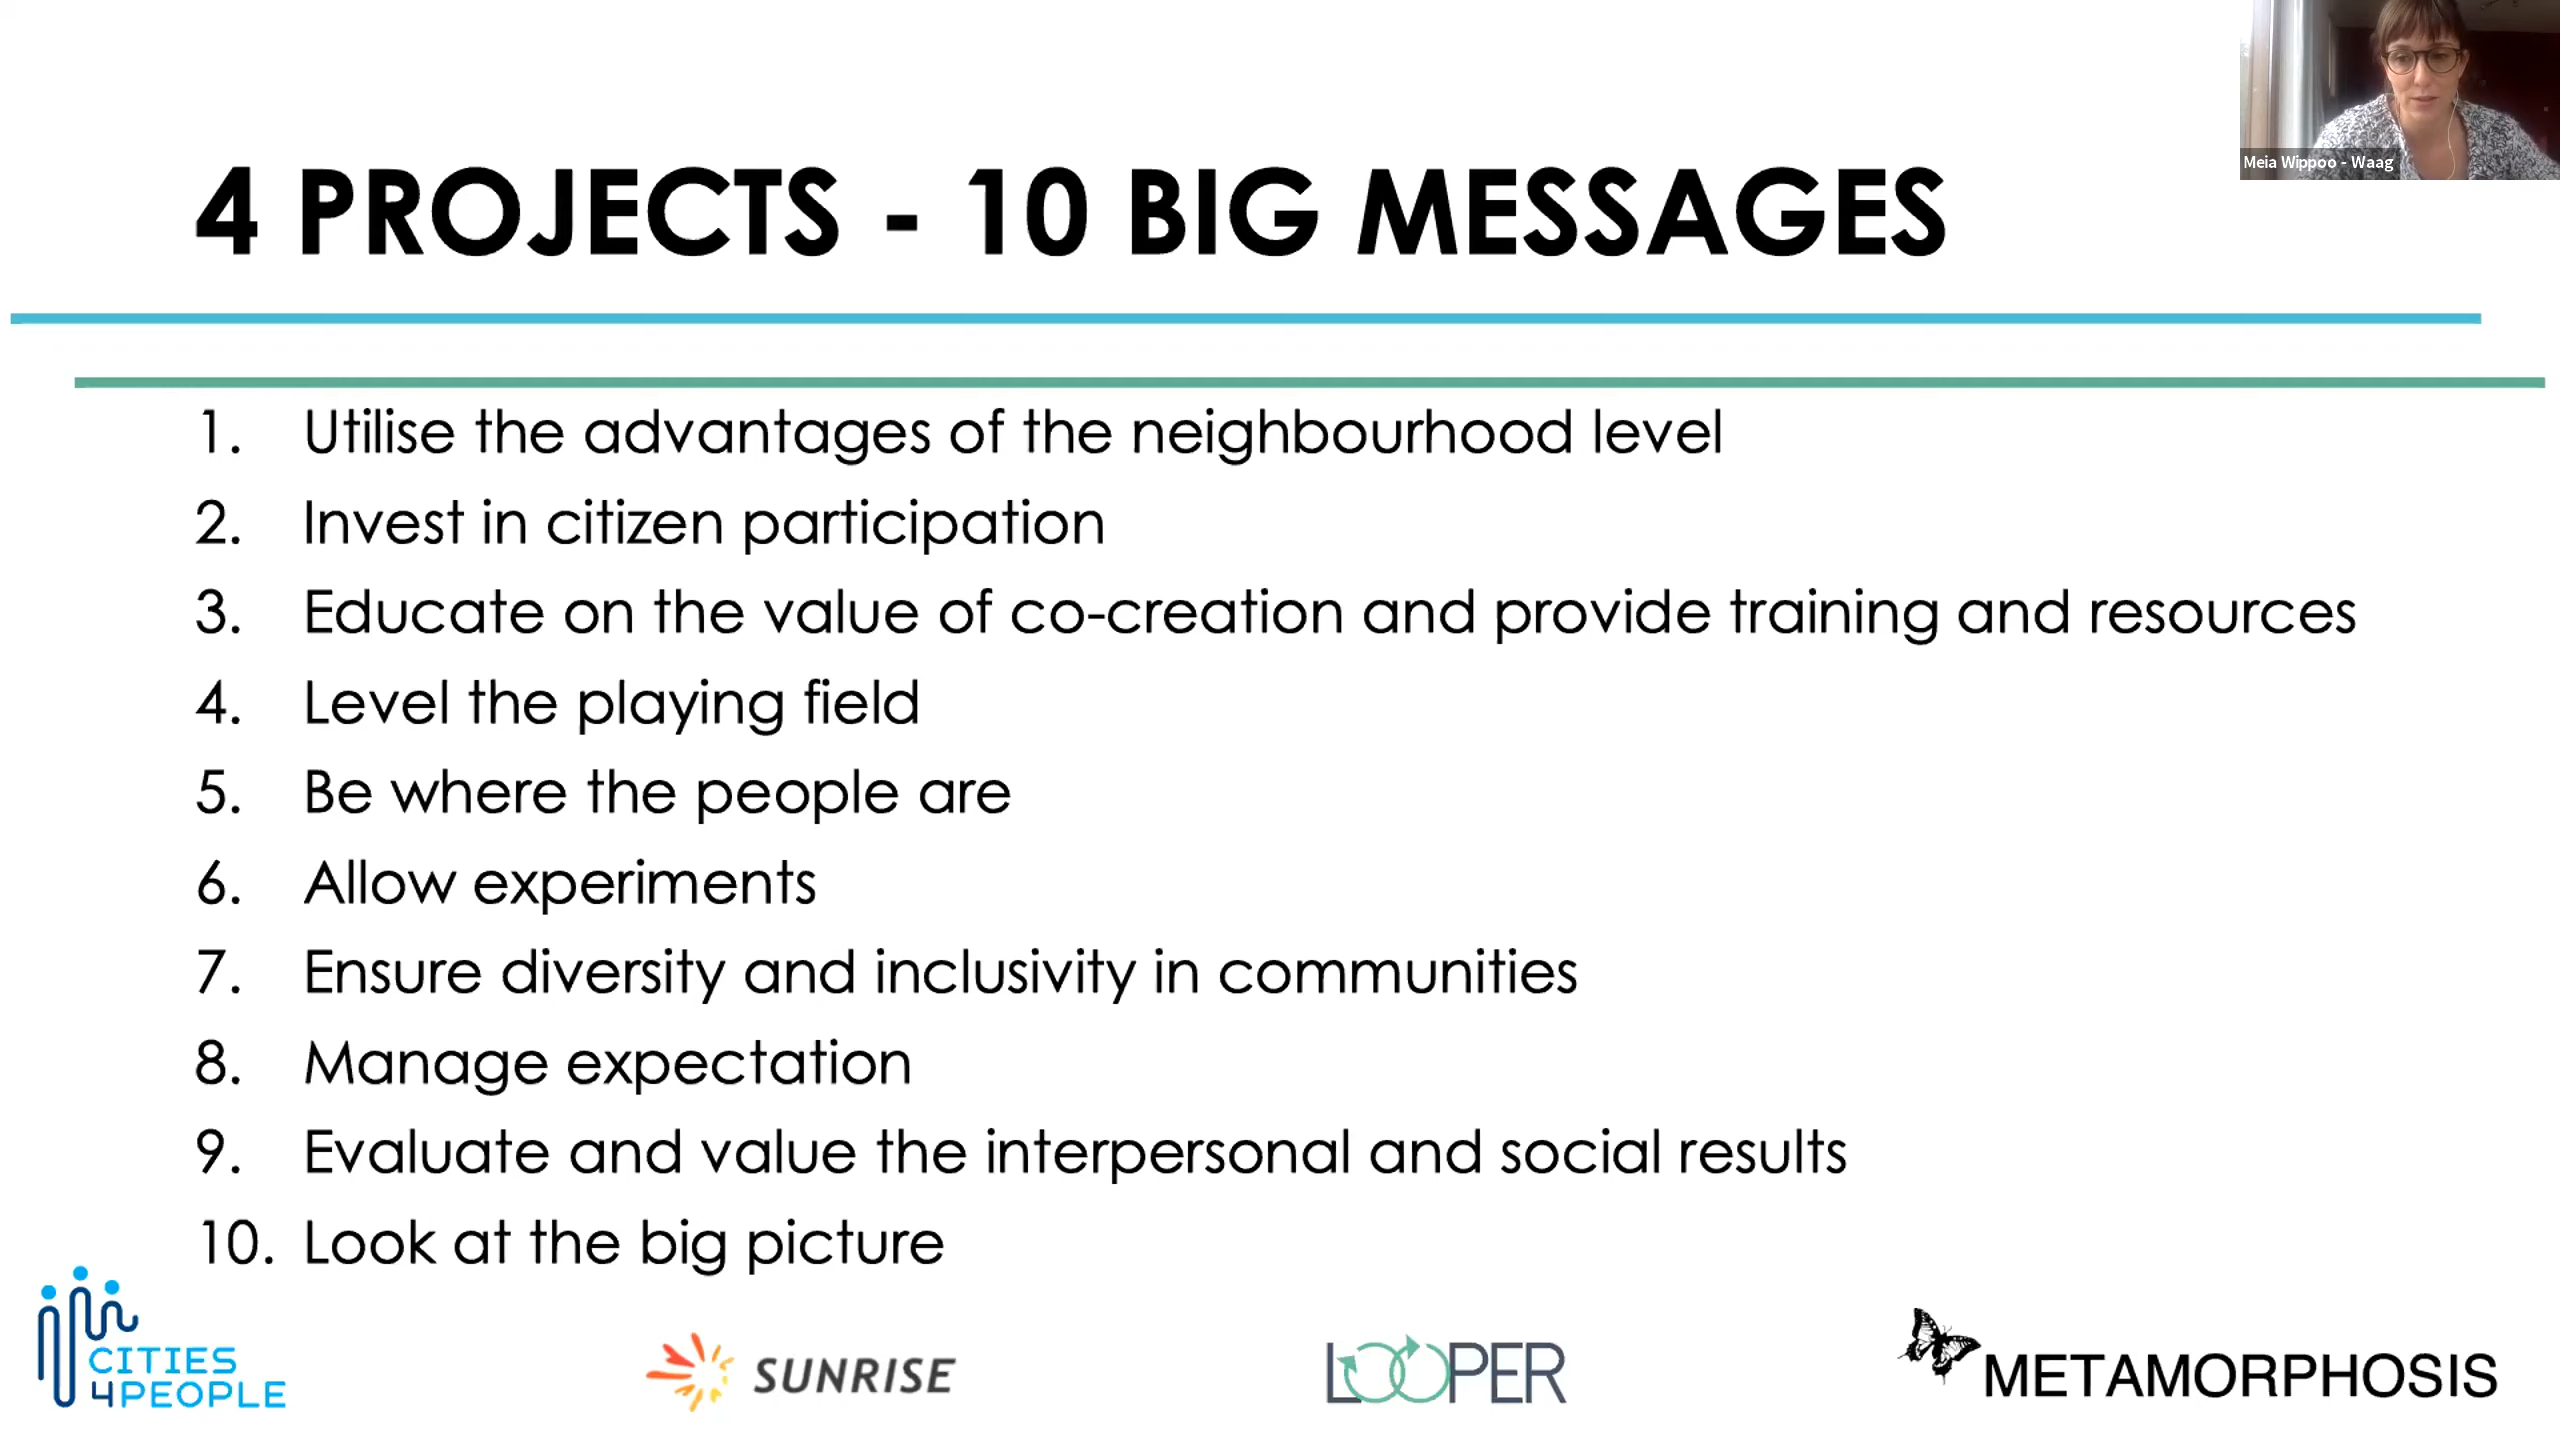 Meia Wippoo - Waag
4 PROJECTS - 10 BIG MESSAGES
1. Utilise the advantages of the neighbourhood level
2. Invest in citizen participation
3. Educate on the value of co-creation and provide training and resources
4. Level the playing field
5. Be where the people are
6. Allow experiments
7. Ensure diversity and inclusivity in communities
8. Manage expectation
9. Evaluate and value the interpersonal and social results
10. Look at the big picture
CITIES
4PEOPLE
SUNRISE
LOOPER
METAMORPHOSIS